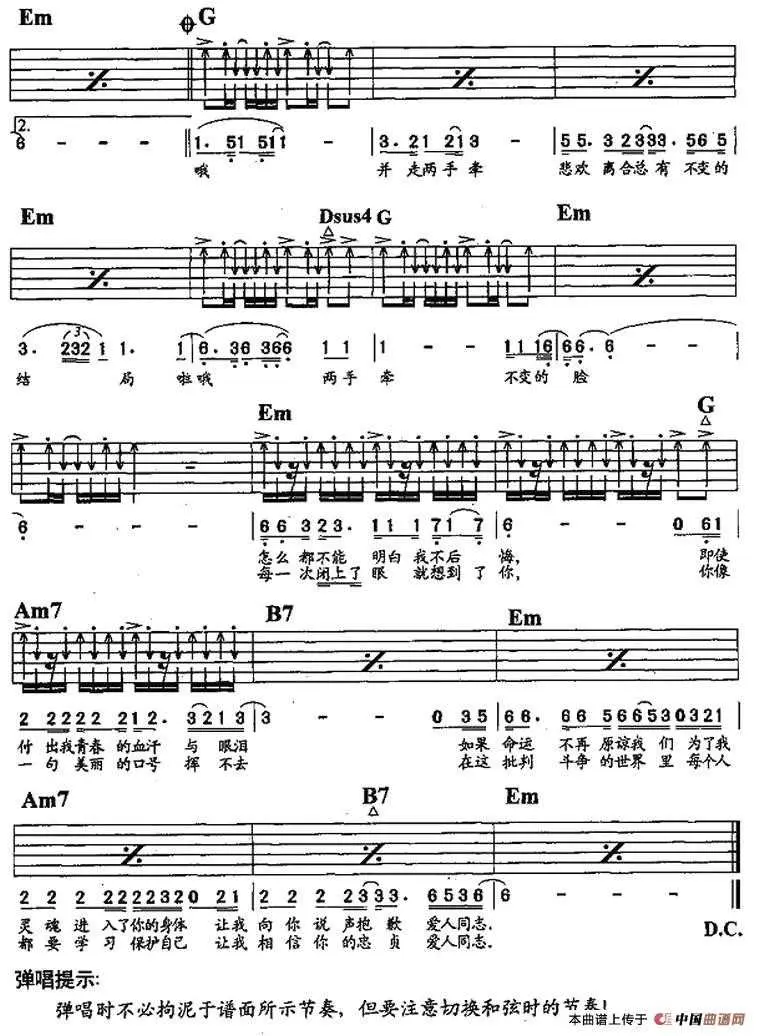 Em G
2.
6 - - - 1. 51 511 - - 3. 21 213 - 55. 3 2333. 565
哦 并走两手牵 悲欢离合总有不变的
Em Dsus4 G Em
3. 232 1 1. 1 6. 36 366 1 1 1 - - 1116 66. 6 - -
3
结 局 啦哦 两手 牵 不变的 脸
Em G
6 - - - 66 323. 11 171 7 6 - - 0 61
怎么都不能 明白我不后 悔， 即使
每一次闭上了眼 就想到了你， 你像
Am7 B7 Em
2 22 22 212. 3213 3 - - 0 35 66. 66 56653 0321
付 出我青春 的血汗 与 眼泪 如果 命运 不再 原谅我们 为了我
一 句 美丽 的口号 挥 不去 在这 批判 斗争 的世界 里 每个人
Am7 B7 Em
2 2 2 22 2232 0 21 2 2 2 2333. 6536 6 - - -
灵 魂 进 入了你的身体 让我 向 你 说 声抱歉 爱人同志.
都 要 学 习 保护自己 让我 相 信 你 的忠 贞 爱人同志.
D.C.
弹唱提示：
弹唱时不必拘泥于谱面所示节奏，但要注意切换和弦时的节奏！
本曲谱上传于 中国曲谱网